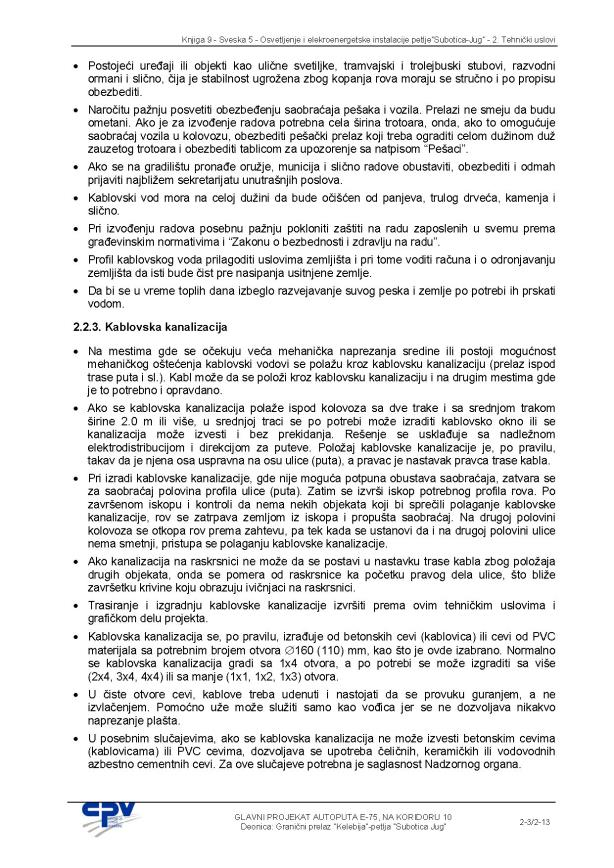 Knjiga 9 - Sveska 5 - Osvetljenje i elekroenergetske instalacije petlje"Subotica-Jug" - 2. Tehnički uslovi
• Postojeći uređaji ili objekti kao ulične svetiljke, tramvajski i trolejbuski stubovi, razvodni
ormani i slično, čija je stabilnost ugrožena zbog kopanja rova moraju se stručno i po propisu
obezbediti.
• Naročitu pažnju posvetiti obezbeđenju saobraćaja pešaka i vozila. Prelazi ne smeju da budu
ometani. Ako je za izvođenje radova potrebna cela širina trotoara, onda, ako to omogućuje
saobraćaj vozila u kolovozu, obezbediti pešački prelaz koji treba ograditi celom dužinom duž
zauzetog trotoara i obezbediti tablicom za upozorenje sa natpisom "Pešaci".
• Ako se na gradilištu pronađe oružje, municija i slično radove obustaviti, obezbediti i odmah
prijaviti najbližem sekretarijatu unutrašnjih poslova.
• Kablovski vod mora na celoj dužini da bude očišćen od panjeva, trulog drveća, kamenja i
slično.
• Pri izvođenju radova posebnu pažnju pokloniti zaštiti na radu zaposlenih u svemu prema
građevinskim normativima i "Zakonu o bezbednosti i zdravlju na radu".
• Profil kablovskog voda prilagoditi uslovima zemljišta i pri tome voditi računa i o odronjavanju
zemljišta da isti bude čist pre nasipanja usitnjene zemlje.
• Da bi se u vreme toplih dana izbeglo razvejavanje suvog peska i zemlje po potrebi ih prskati
vodom.
2.2.3. Kablovska kanalizacija
• Na mestima gde se očekuju veća mehanička naprezanja sredine ili postoji mogućnost
mehaničkog oštećenja kablovski vodovi se polažu kroz kablovsku kanalizaciju (prelaz ispod
trase puta i sl.). Kabl može da se položi kroz kablovsku kanalizaciju i na drugim mestima gde
je to potrebno i opravdano.
• Ako se kablovska kanalizacija polaže ispod kolovoza sa dve trake i sa srednjom trakom
širine 2.0 m ili više, u srednjoj traci se po potrebi može izraditi kablovsko okno ili se
kanalizacija može izvesti i bez prekidanja. Rešenje se usklađuje sa nadležnom
elektrodistribucijom i direkcijom za puteve. Položaj kablovske kanalizacije je, po pravilu,
takav da je njena osa uspravna na osu ulice (puta), a pravac je nastavak pravca trase kabla.
• Pri izradi kablovske kanalizacije, gde nije moguća potpuna obustava saobraćaja, zatvara se
za saobraćaj polovina profila ulice (puta). Zatim se izvrši iskop potrebnog profila rova. Po
završenom iskopu i kontroli da nema nekih objekata koji bi sprečili polaganje kablovske
kanalizacije, rov se zatrpava zemljom iz iskopa i propušta saobraćaj. Na drugoj polovini
kolovoza se otkopa rov prema zahtevu, pa tek kada se ustanovi da i na drugoj polovini ulice
nema smetnji, pristupa se polaganju kablovske kanalizacije.
• Ako kanalizacija na raskrsnici ne može da se postavi u nastavku trase kabla zbog položaja
drugih objekata, onda se pomera od raskrsnice ka početku pravog dela ulice, što bliže
završetku krivine koju obrazuju ivičnjaci na raskrsnici.
• Trasiranje i izgradnju kablovske kanalizacije izvršiti prema ovim tehničkim uslovima i
grafičkom delu projekta.
• Kablovska kanalizacija se, po pravilu, izrađuje od betonskih cevi (kablovica) ili cevi od PVC
materijala sa potrebnim brojem otvora ∅160 (110) mm, kao što je ovde izabrano. Normalno
se kablovska kanalizacija gradi sa 1x4 otvora, a po potrebi se može izgraditi sa više
(2x4, 3x4, 4x4) ili sa manje (1x1, 1x2, 1x3) otvora.
• U čiste otvore cevi, kablove treba udenuti i nastojati da se provuku guranjem, a ne
izvlačenjem. Pomoćno uže može služiti samo kao vođica jer se ne dozvoljava nikakvo
naprezanje plašta.
• U posebnim slučajevima, ako se kablovska kanalizacija ne može izvesti betonskim cevima
(kablovicama) ili PVC cevima, dozvoljava se upotreba čeličnih, keramičkih ili vodovodnih
azbestno cementnih cevi. Za ove slučajeve potrebna je saglasnost Nadzornog organa.
CPV
GLAVNI PROJEKAT AUTOPUTA E-75, NA KORIDORU 10
Deonica: Granični prelaz "Kelebija"-petlja "Subotica Jug"
2-3/2-13